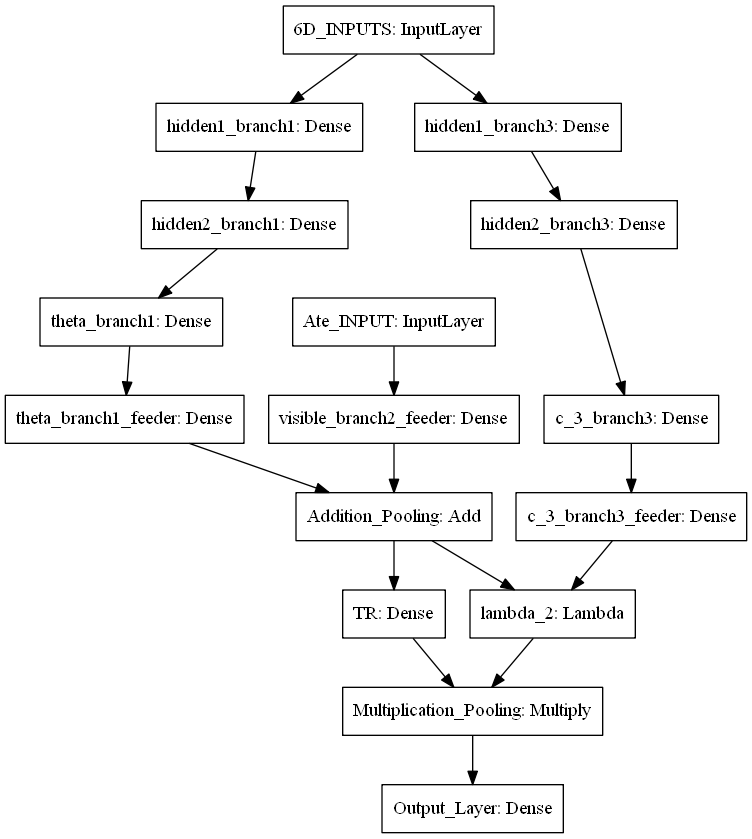 6D_INPUTS: InputLayer
hidden1_branch1: Dense
hidden1_branch3: Dense
hidden2_branch1: Dense
hidden2_branch3: Dense
theta_branch1: Dense
Ate_INPUT: InputLayer
theta_branch1_feeder: Dense
visible_branch2_feeder: Dense
c_3_branch3: Dense
Addition_Pooling: Add
c_3_branch3_feeder: Dense
TR: Dense
lambda_2: Lambda
Multiplication_Pooling: Multiply
Output_Layer: Dense